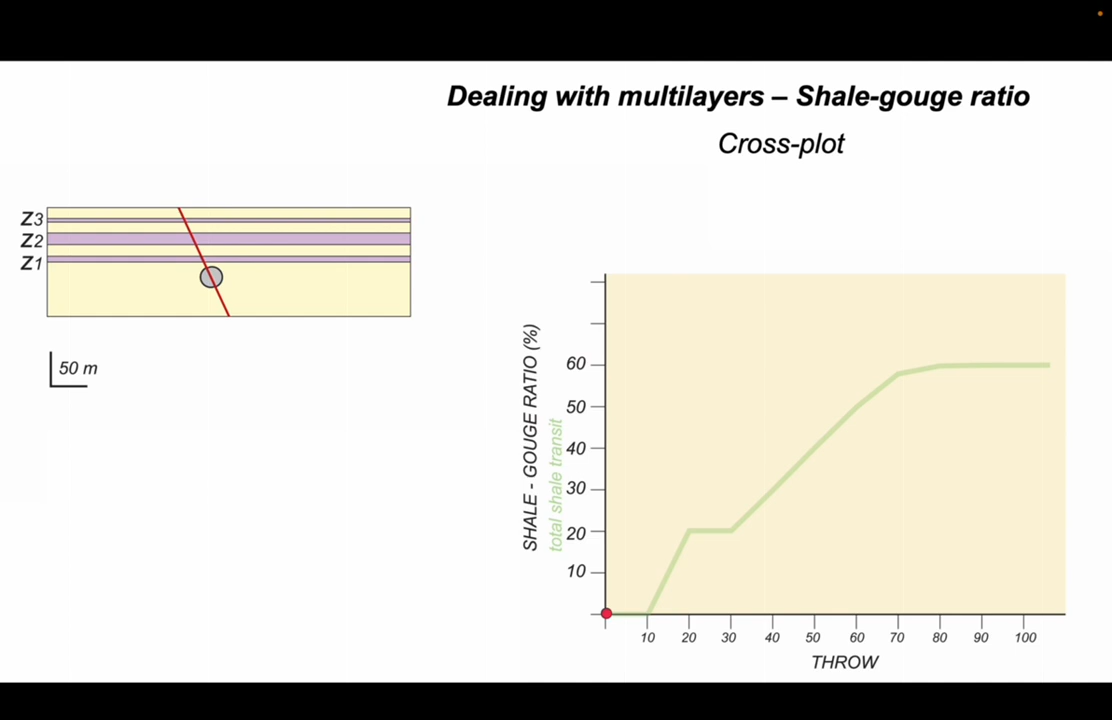 Dealing with multilayers – Shale-gouge ratio
Cross-plot
Z3
Z2
Z1
50 m
SHALE - GOUGE RATIO (%)
total shale transit
60
50
40
30
20
10
10 20 30 40 50 60 70 80 90 100
THROW